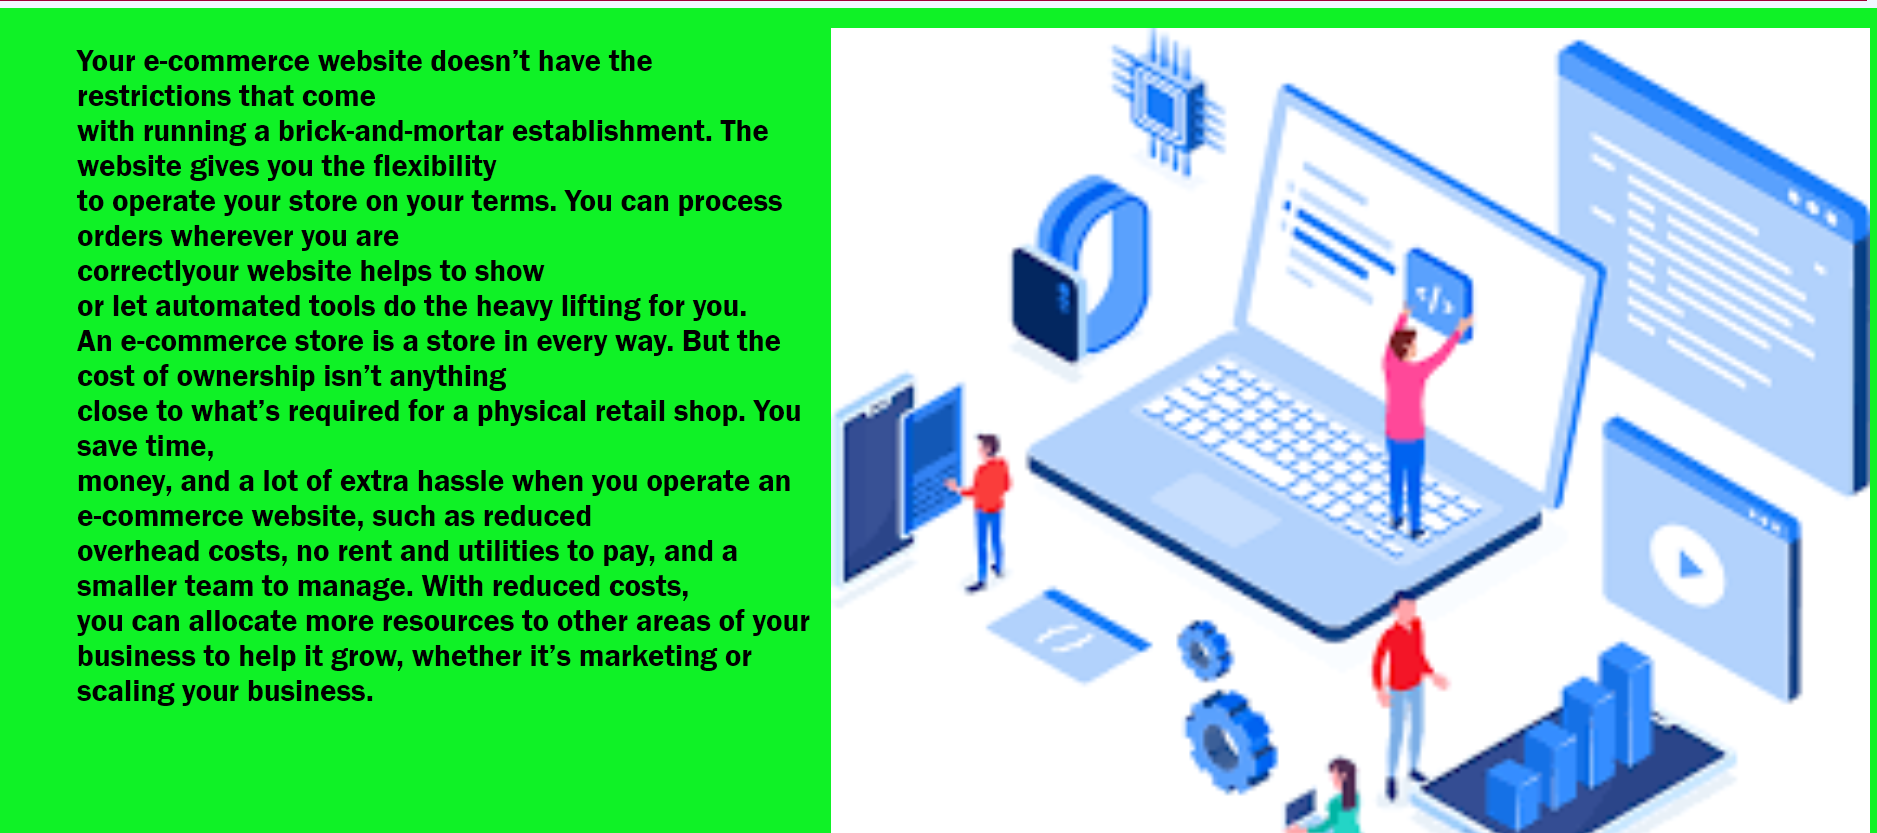 Your e-commerce website doesn’t have the
restrictions that come
with running a brick-and-mortar establishment. The
website gives you the flexibility
to operate your store on your terms. You can process
orders wherever you are
correctlyour website helps to show
or let automated tools do the heavy lifting for you.
An e-commerce store is a store in every way. But the
cost of ownership isn’t anything
close to what’s required for a physical retail shop. You
save time,
money, and a lot of extra hassle when you operate an
e-commerce website, such as reduced
overhead costs, no rent and utilities to pay, and a
smaller team to manage. With reduced costs,
you can allocate more resources to other areas of your
business to help it grow, whether it’s marketing or
scaling your business.